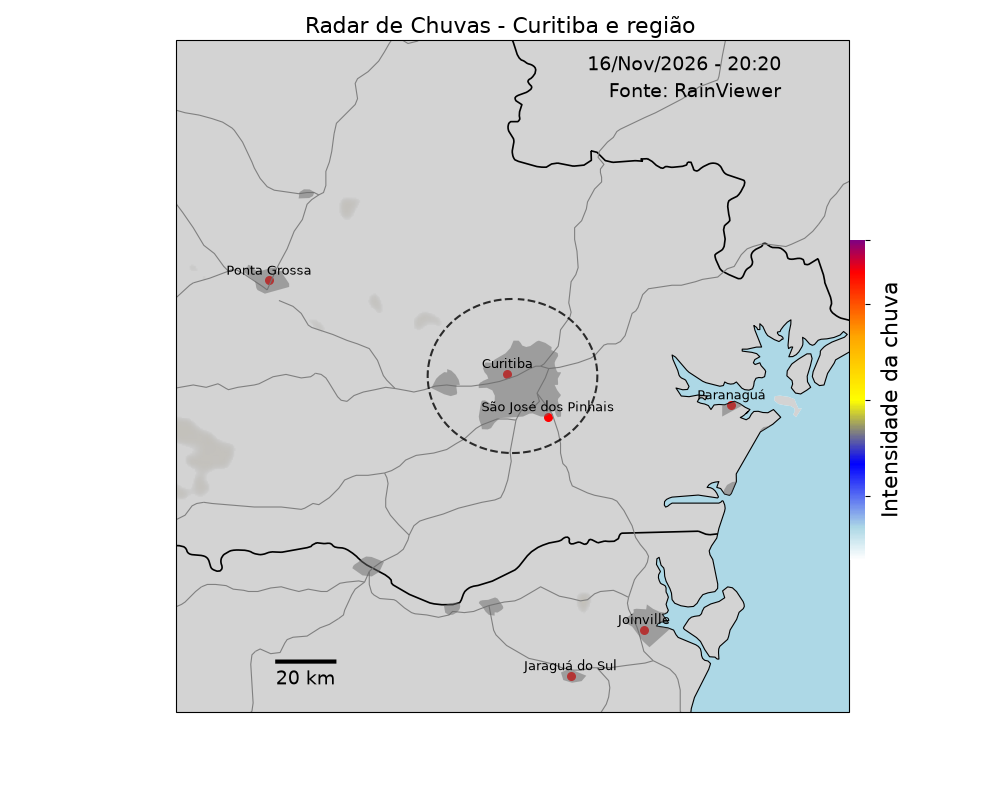 Radar de Chuvas - Curitiba e região
16/Nov/2026 - 20:20
Fonte: RainViewer
Ponta Grossa
Curitiba
Paranaguá
São José dos Pinhais
Intensidade da chuva
Joinville
Jaraguá do Sul
20 km